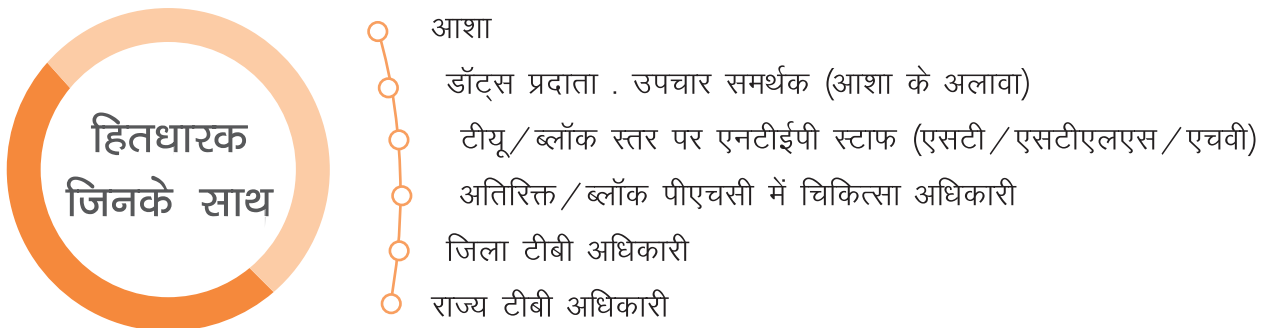 हितधारक
जिनके साथ
आशा
डॉट्स प्रदाता . उपचार समर्थक (आशा के अलावा)
टीयू/ब्लॉक स्तर पर एनटीईपी स्टाफ (एसटी/एसटीएलएस/एचवी)
अतिरिक्त/ब्लॉक पीएचसी में चिकित्सा अधिकारी
जिला टीबी अधिकारी
राज्य टीबी अधिकारी